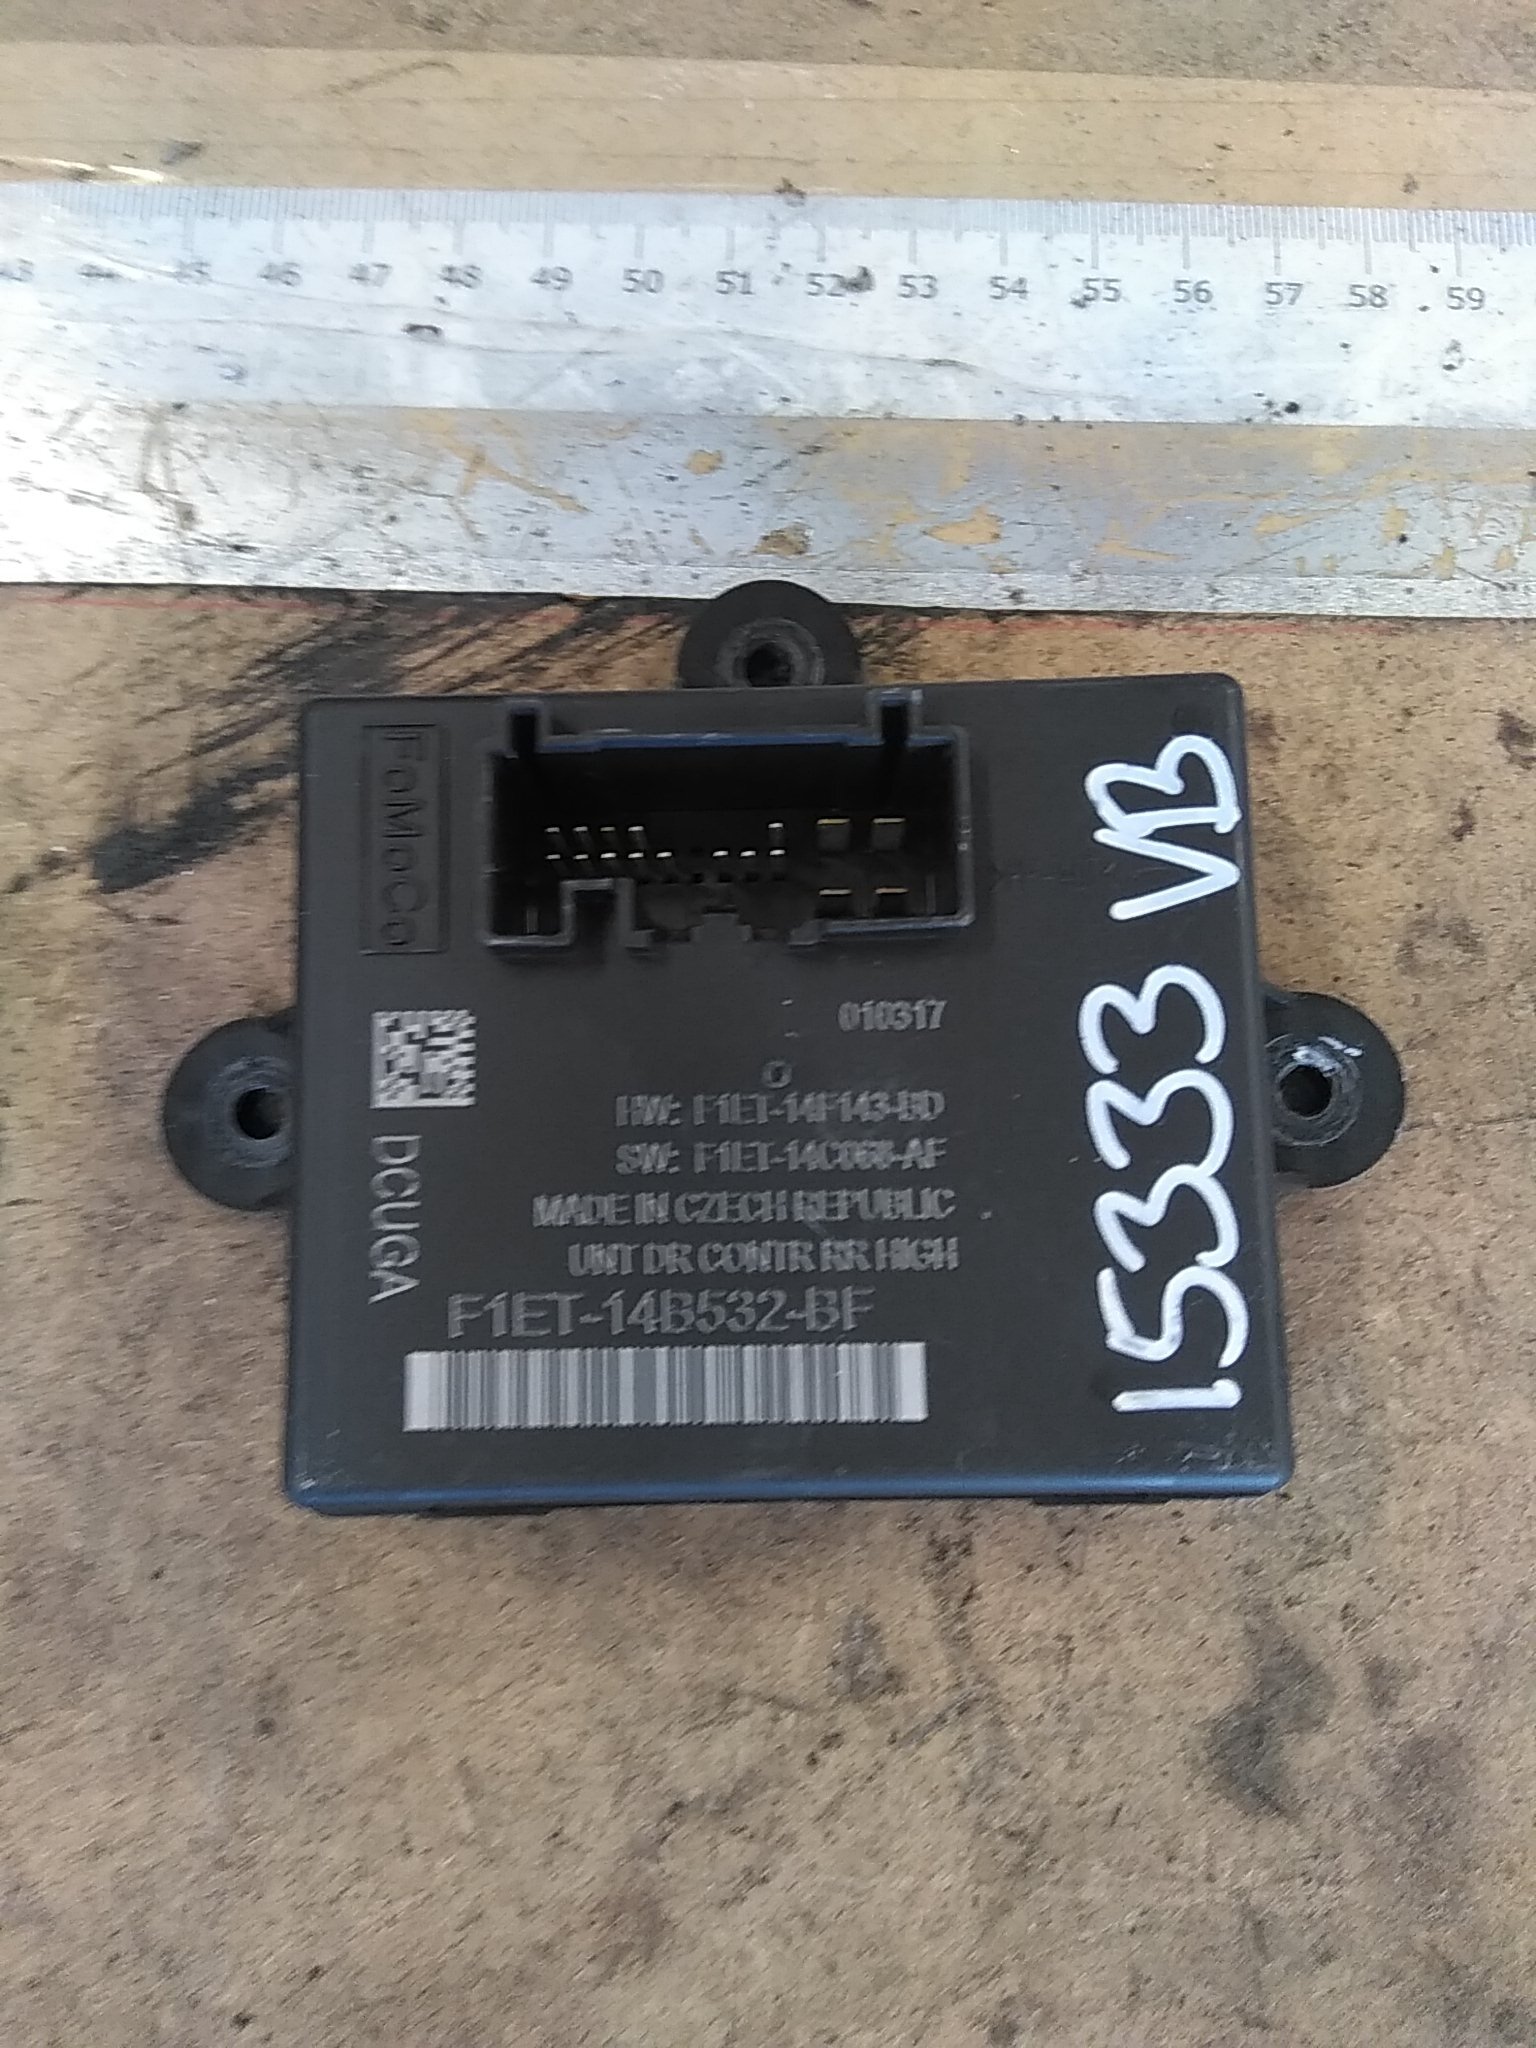 43 44 45 46 47 48 49 50 51 52 53 54 55 56 57 58 59
FoMoCo
010317
HW: F1ET-14F143-BD
SW: F1ET-14C068-AF
MADE IN CZECH REPUBLIC
UNT DR CONTR RR HIGH
F1ET-14B532-BF
DCUGA
15333 VB